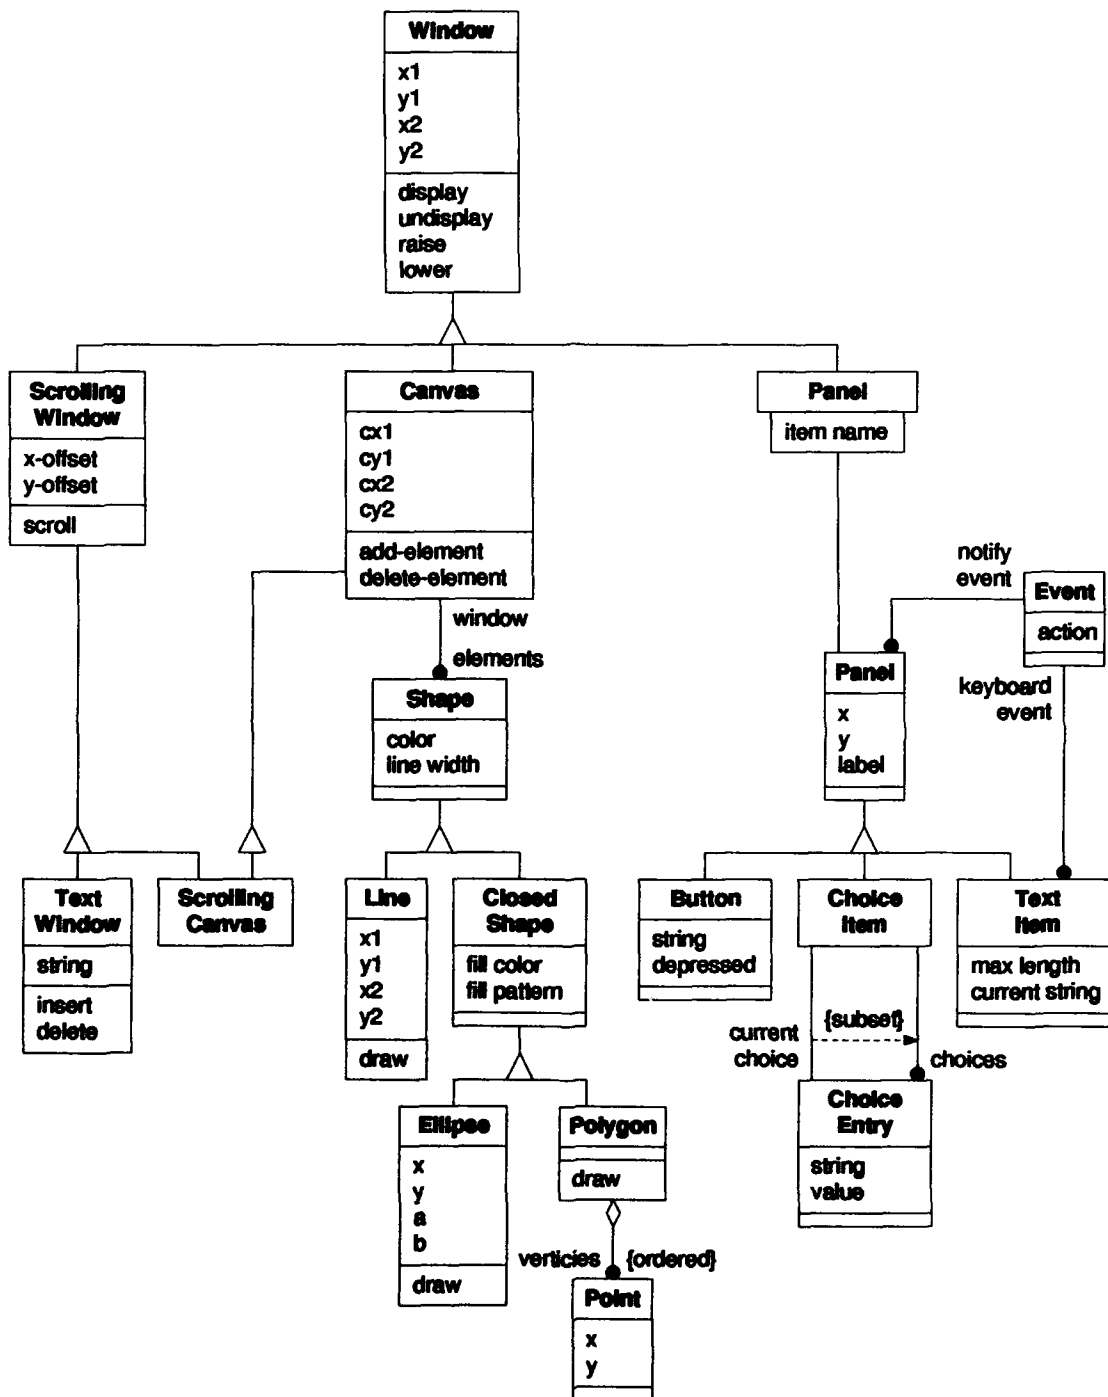 Window
x1
y1
x2
y2
display
undisplay
raise
lower
Scrolling
Window
x-offset
y-offset
scroll
Canvas
cx1
cy1
cx2
cy2
add-element
delete-element
Panel
item name
window
elements
notify
event
Event
action
keyboard
event
Shape
color
line width
Panel
x
y
label
Text
Window
string
insert
delete
Scrolling
Canvas
Line
x1
y1
x2
y2
draw
Closed
Shape
fill color
fill pattern
Button
string
depressed
Choice
Item
Text
Item
max length
current string
current
choice
{subset}
choices
Ellipse
x
y
a
b
draw
Polygon
draw
Choice
Entry
string
value
verticies
{ordered}
Point
x
y